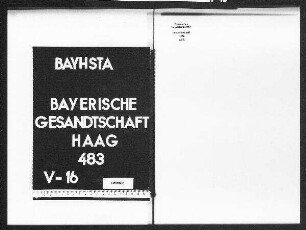 BAYHSTA
BAYERISCHE
GESANDTSCHAFT
HAAG
483
V-16